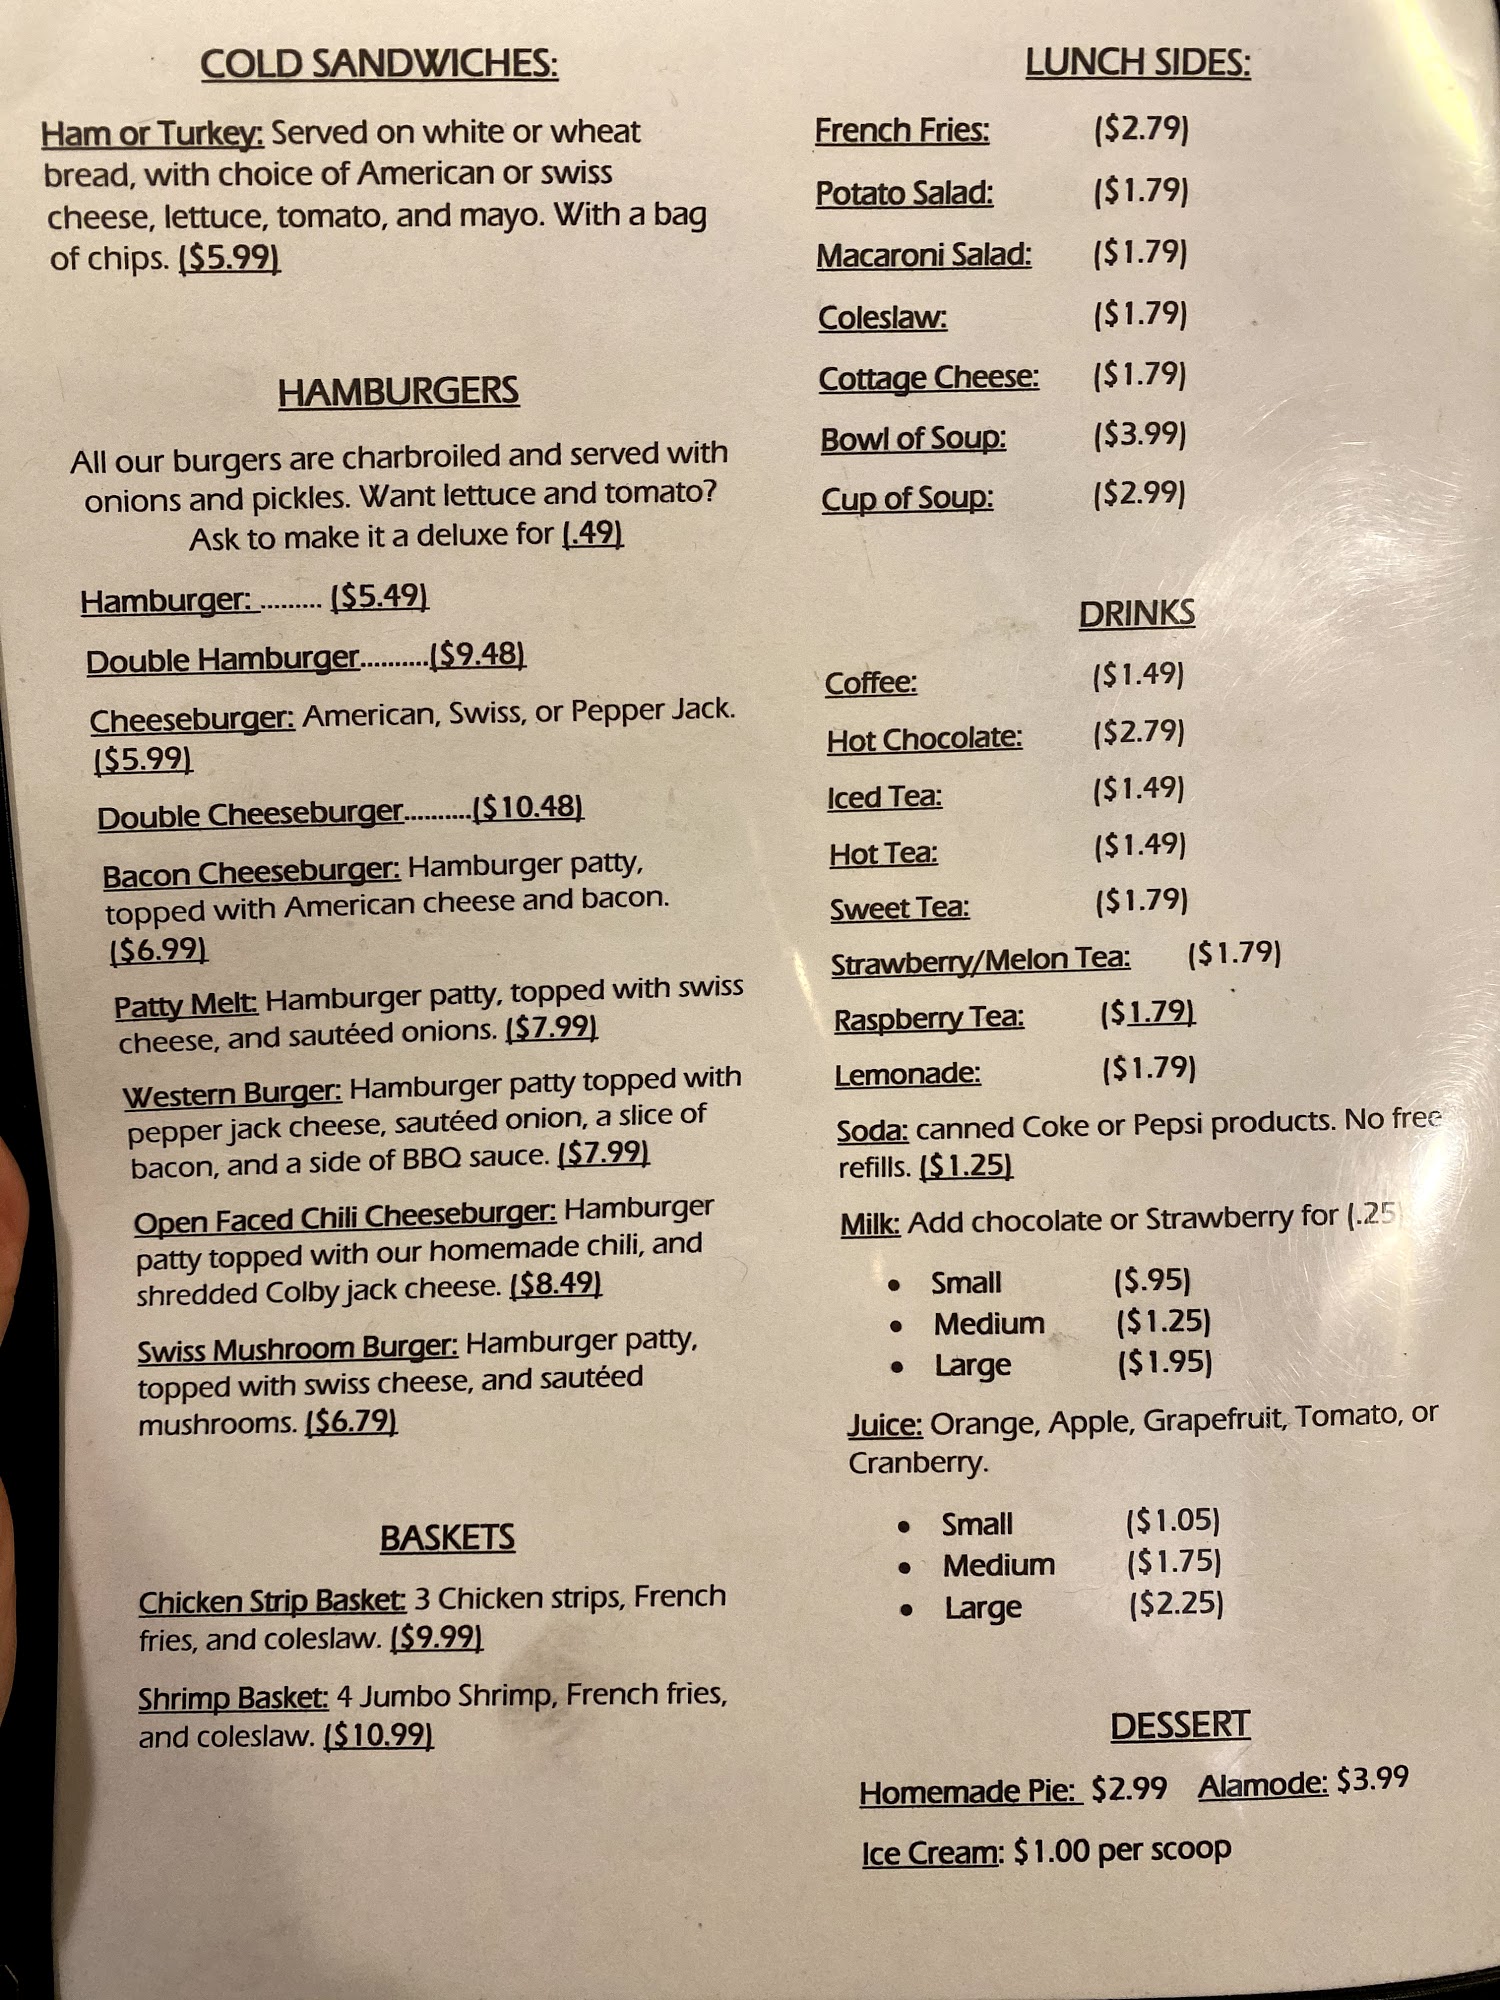 COLD SANDWICHES:
Ham or Turkey: Served on white or wheat
bread, with choice of American or swiss
cheese, lettuce, tomato, and mayo. With a bag
of chips. ($5.99)
HAMBURGERS
All our burgers are charbroiled and served with
onions and pickles. Want lettuce and tomato?
Ask to make it a deluxe for (.49)
Hamburger: ......... ($5.49)
Double Hamburger..........($9.48)
Cheeseburger: American, Swiss, or Pepper Jack.
($5.99)
Double Cheeseburger..........($10.48)
Bacon Cheeseburger: Hamburger patty,
topped with American cheese and bacon.
($6.99)
Patty Melt: Hamburger patty, topped with swiss
cheese, and sautéed onions. ($7.99)
Western Burger: Hamburger patty topped with
pepper jack cheese, sautéed onion, a slice of
bacon, and a side of BBQ sauce. ($7.99)
Open Faced Chili Cheeseburger: Hamburger
patty topped with our homemade chili, and
shredded Colby jack cheese. ($8.49)
Swiss Mushroom Burger: Hamburger patty,
topped with swiss cheese, and sautéed
mushrooms. ($6.79)
BASKETS
Chicken Strip Basket: 3 Chicken strips, French
fries, and coleslaw. ($9.99)
Shrimp Basket: 4 Jumbo Shrimp, French fries,
and coleslaw. ($10.99)
LUNCH SIDES:
French Fries: ($2.79)
Potato Salad: ($1.79)
Macaroni Salad: ($1.79)
Coleslaw: ($1.79)
Cottage Cheese: ($1.79)
Bowl of Soup: ($3.99)
Cup of Soup: ($2.99)
DRINKS
Coffee: ($1.49)
Hot Chocolate: ($2.79)
Iced Tea: ($1.49)
Hot Tea: ($1.49)
Sweet Tea: ($1.79)
Strawberry/Melon Tea: ($1.79)
Raspberry Tea: ($1.79)
Lemonade: ($1.79)
Soda: canned Coke or Pepsi products. No free
refills. ($1.25)
Milk: Add chocolate or Strawberry for (.25)
• Small ($.95)
• Medium ($1.25)
• Large ($1.95)
Juice: Orange, Apple, Grapefruit, Tomato, or
Cranberry.
• Small ($1.05)
• Medium ($1.75)
• Large ($2.25)
DESSERT
Homemade Pie: $2.99 Alamode: $3.99
Ice Cream: $1.00 per scoop